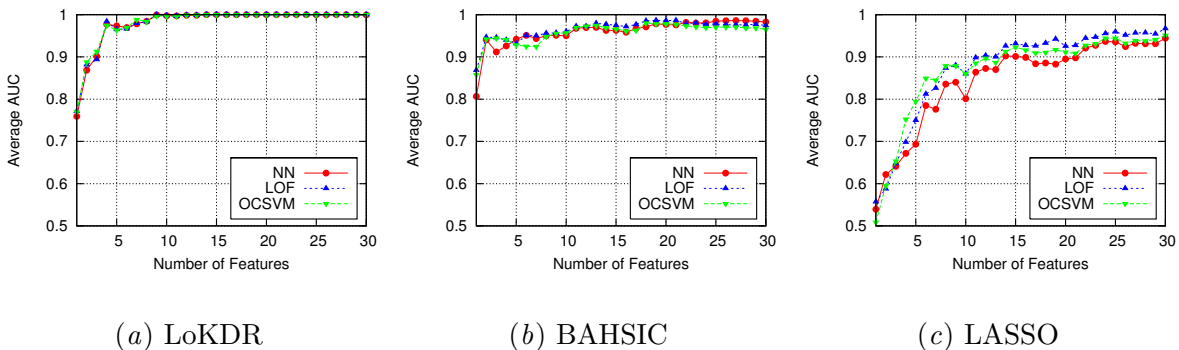 1
0.9
0.8
0.7
0.6
0.5
5 10 15 20 25 30
Average AUC
Number of Features
NN
LOF
OCSVM
(a) LoKDR
1
0.9
0.8
0.7
0.6
0.5
5 10 15 20 25 30
Average AUC
Number of Features
NN
LOF
OCSVM
(b) BAHSIC
1
0.9
0.8
0.7
0.6
0.5
5 10 15 20 25 30
Average AUC
Number of Features
NN
LOF
OCSVM
(c) LASSO